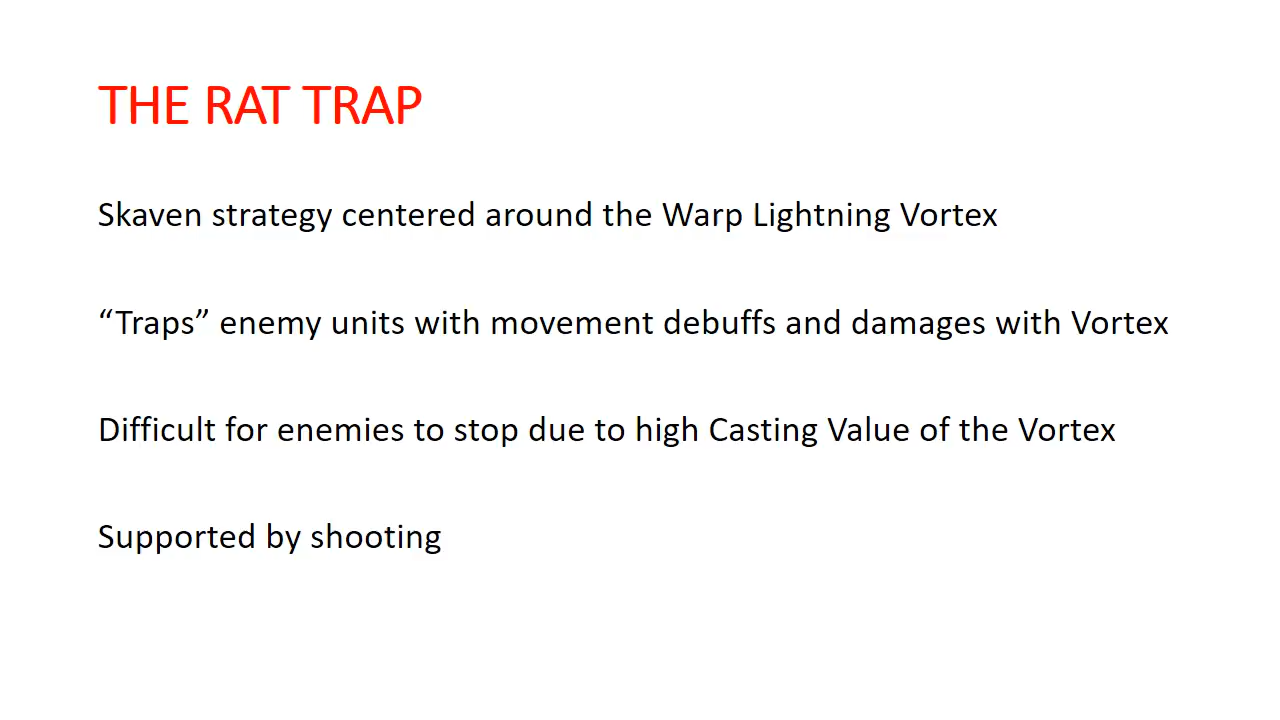 THE RAT TRAP
Skaven strategy centered around the Warp Lightning Vortex
“Traps” enemy units with movement debuffs and damages with Vortex
Difficult for enemies to stop due to high Casting Value of the Vortex
Supported by shooting